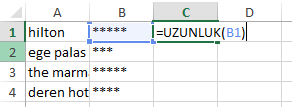 A B C D
1 hilton ***** =UZUNLUK(B1)
2 ege palas ***
3 the marm ****
4 deren hot ****